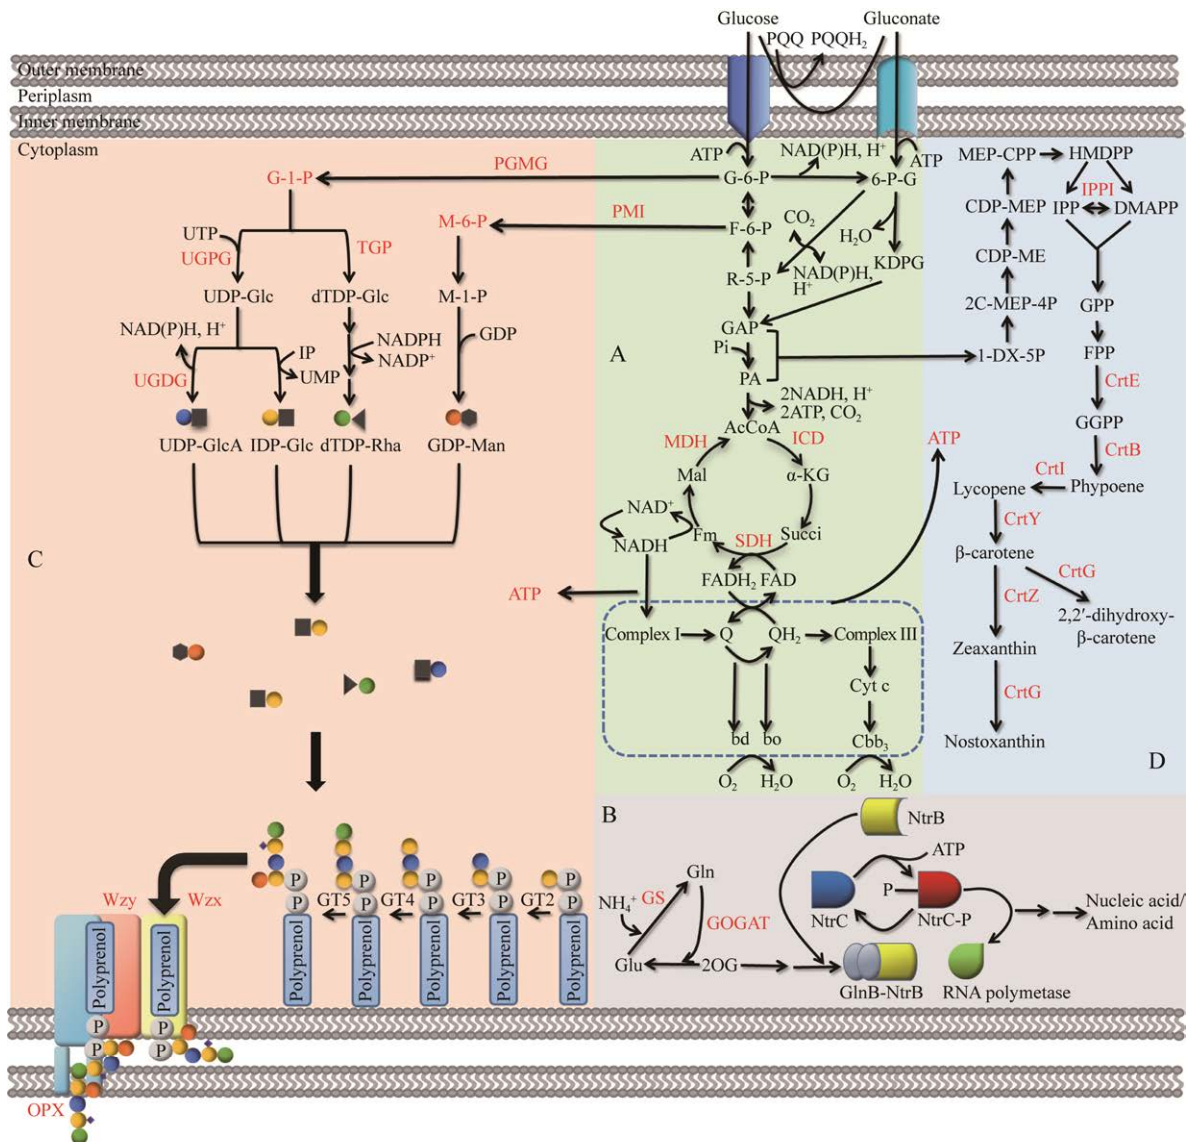 Glucose
Gluconate
PQQ
PQQH₂
Outer membrane
Periplasm
Inner membrane
Cytoplasm
PGMG
G-1-P
ATP
NAD(P)H, H⁺
ATP
G-6-P
6-P-G
MEP-CPP
HMDPP
PMI
M-6-P
F-6-P
CO₂
H₂O
IPPI
CDP-MEP
IPP
DMAPP
UTP
UGPG
TGP
R-5-P
NAD(P)H,
H⁺
KDPG
CDP-ME
UDP-Glc
dTDP-Glc
M-1-P
2C-MEP-4P
GPP
NAD(P)H, H⁺
NADPH
NADP⁺
GDP
GAP
A
Pi
1-DX-5P
FPP
IP
UMP
UGDG
PA
CrtE
2NADH, H⁺
2ATP, CO₂
GGPP
UDP-GlcA
IDP-Glc
dTDP-Rha
GDP-Man
AcCoA
MDH
ICD
ATP
CrtB
Mal
α-KG
CrtI
Lycopene
Phypoene
NAD⁺
CrtY
NADH
Fm
SDH
Succi
β-carotene
C
FADH₂
FAD
CrtG
ATP
CrtZ
2,2′-dihydroxy-
β-carotene
Complex I
Q
QH₂
Complex III
Zeaxanthin
Cyt c
CrtG
bd
bo
Cbb₃
Nostoxanthin
D
O₂
H₂O
O₂
H₂O
B
NtrB
ATP
P
P
P
P
P
Gln
P
NH₄⁺
GS
GT5
GT4
GT3
GT2
P
P
P
P
P
Wzy
Wzx
NtrC
NtrC-P
Nucleic acid/
Amino acid
GOGAT
Polyprenol
Polyprenol
Polyprenol
Polyprenol
Polyprenol
Polyprenol
Polyprenol
Glu
2OG
GlnB-NtrB
RNA polymetase
P
P
P
P
OPX